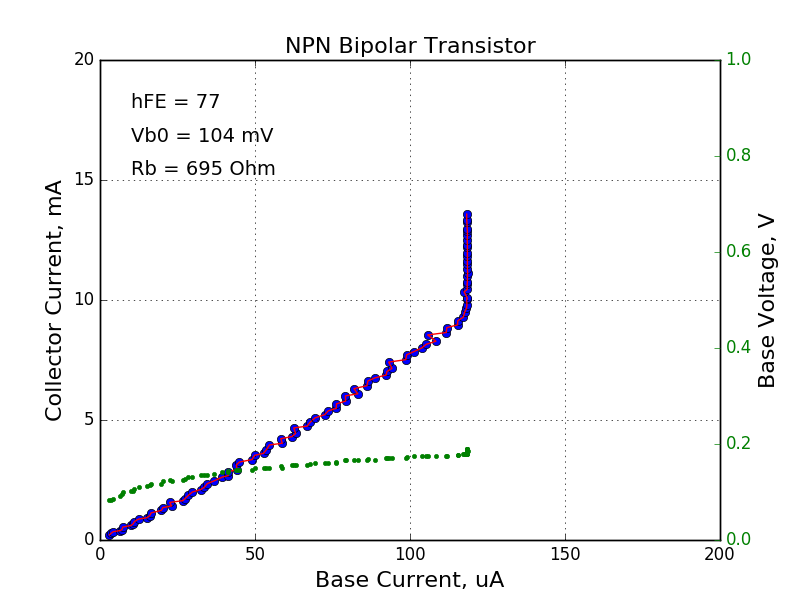 NPN Bipolar Transistor
hFE = 77
Vb0 = 104 mV
Rb = 695 Ohm
Collector Current, mA
20
15
10
5
0
0
50
100
150
200
Base Current, uA
1.0
0.8
0.6
0.4
0.2
0.0
Base Voltage, V